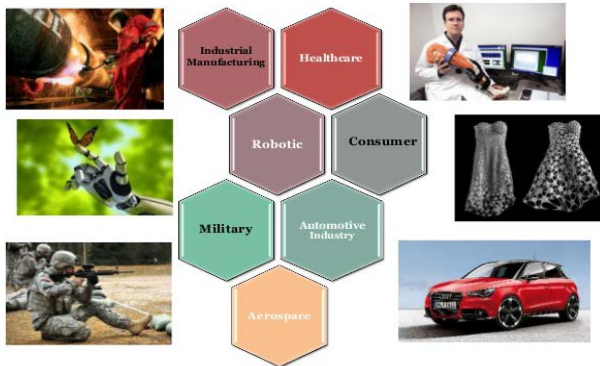 Industrial
Manufacturing
Healthcare
Robotic
Consumer
Military
Automotive
Industry
Aerospace